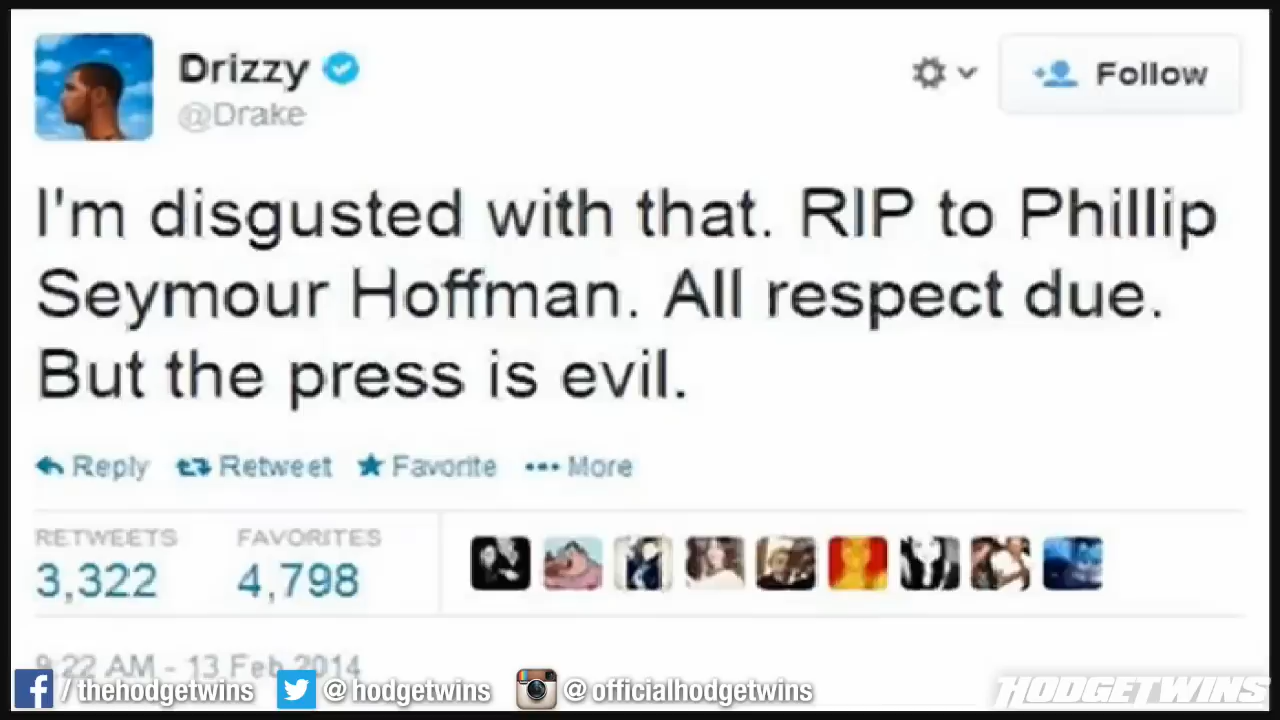 Drizzy
@Drake
Follow
I'm disgusted with that. RIP to Phillip
Seymour Hoffman. All respect due.
But the press is evil.
Reply Retweet Favorite More
RETWEETS FAVORITES
3,322 4,798
9:22 AM - 13 Feb 2014
/thehodgetwins @hodgetwins @officialhodgetwins HODGETWINS